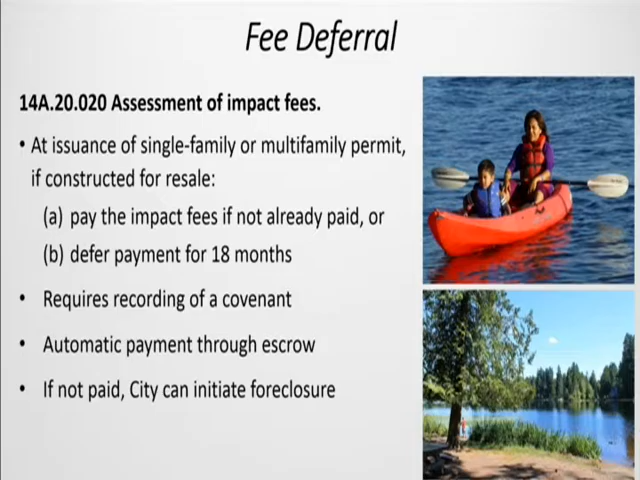 Fee Deferral
14A.20.020 Assessment of impact fees.
• At issuance of single-family or multifamily permit,
if constructed for resale:
(a) pay the impact fees if not already paid, or
(b) defer payment for 18 months
• Requires recording of a covenant
• Automatic payment through escrow
• If not paid, City can initiate foreclosure